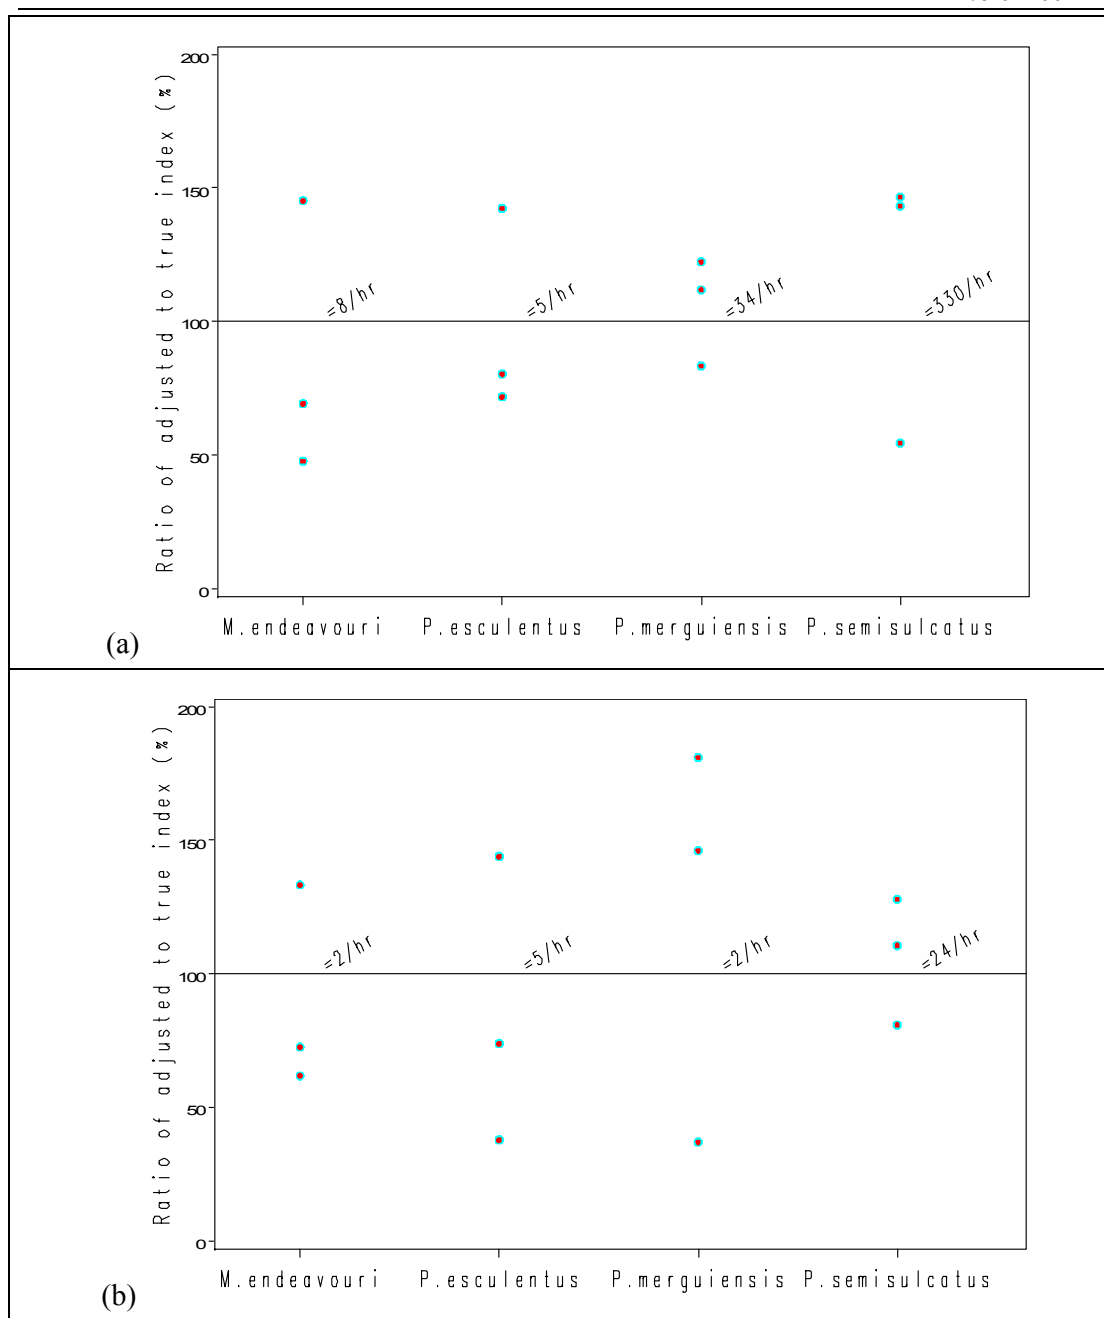 Ratio of adjusted to true index (%)
200
150
100
50
0
=8/hr
=5/hr
=34/hr
=330/hr
M.endeavouri P.esculentus P.merguiensis P.semisulcatus
(a)
Ratio of adjusted to true index (%)
200
150
100
50
0
=2/hr
=5/hr
=2/hr
=24/hr
M.endeavouri P.esculentus P.merguiensis P.semisulcatus
(b)